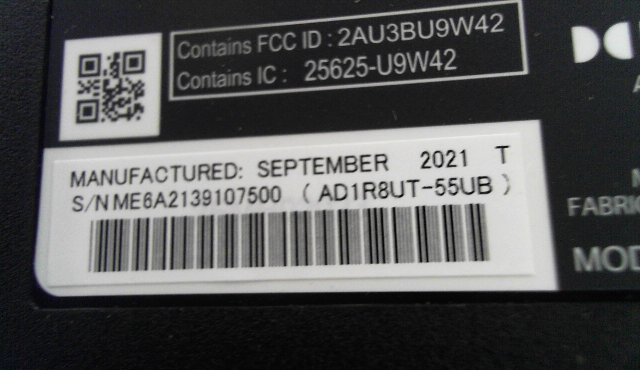 Contains FCC ID : 2AU3BU9W42
Contains IC : 25625-U9W42
MANUFACTURED: SEPTEMBER 2021 T
S/N ME6A2139107500 ( AD1R8UT-55UB )
FABRIC
MOD